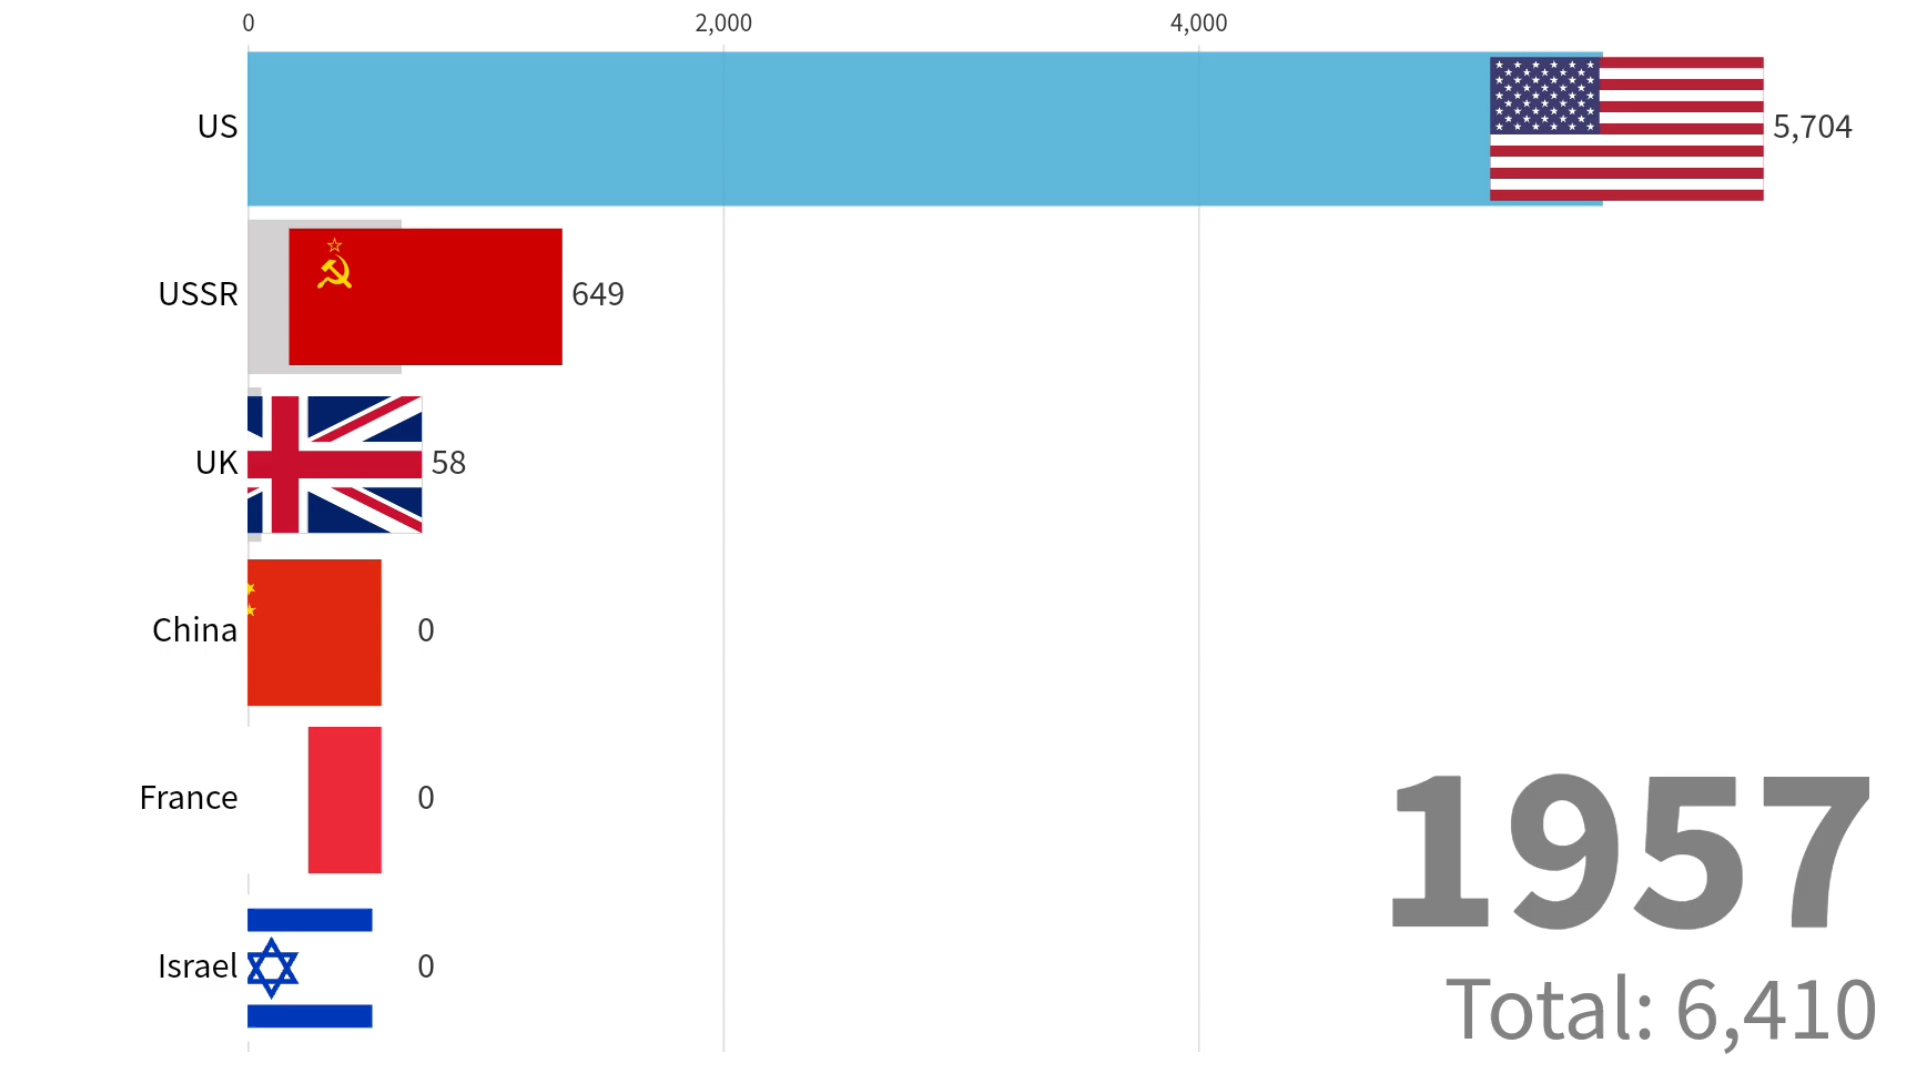 0 2,000 4,000
US 5,704
USSR 649
UK 58
China 0
France 0
Israel 0
1957
Total: 6,410